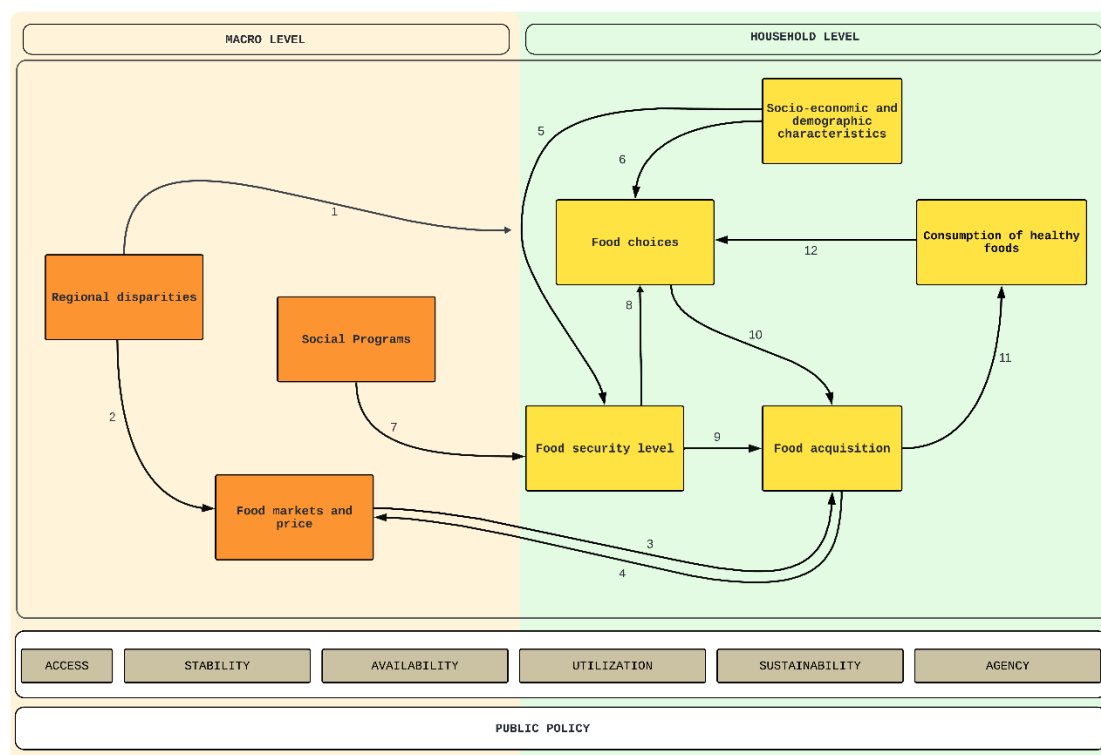 MACRO LEVEL
HOUSEHOLD LEVEL
Socio-economic and
demographic
characteristics
5
6
1
Food choices
12
Consumption of healthy
foods
Regional disparities
8
Social Programs
10
11
2
7
Food security level
9
Food acquisition
Food markets and
price
3
4
ACCESS
STABILITY
AVAILABILITY
UTILIZATION
SUSTAINABILITY
AGENCY
PUBLIC POLICY